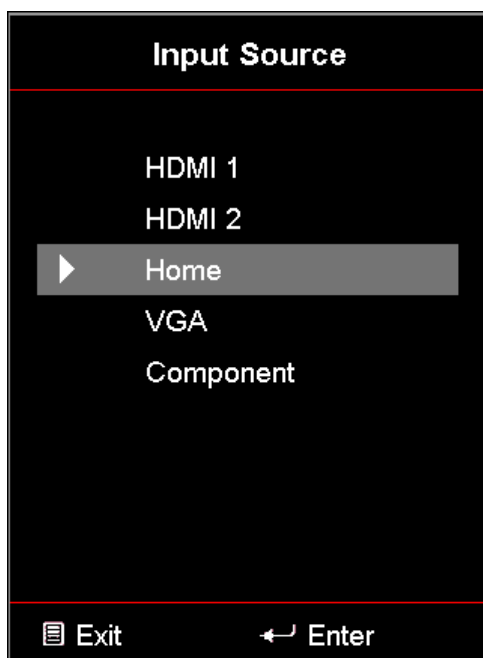 Input Source
HDMI 1
HDMI 2
Home
VGA
Component
Exit Enter